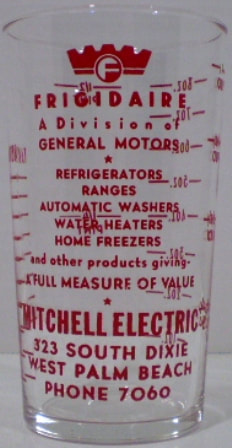 F
FRIGIDAIRE
A Division of
GENERAL MOTORS
REFRIGERATORS
RANGES
AUTOMATIC WASHERS
WATER HEATERS
HOME FREEZERS
and other products giving-
A FULL MEASURE OF VALUE
MITCHELL ELECTRIC
323 SOUTH DIXIE
WEST PALM BEACH
PHONE 7060